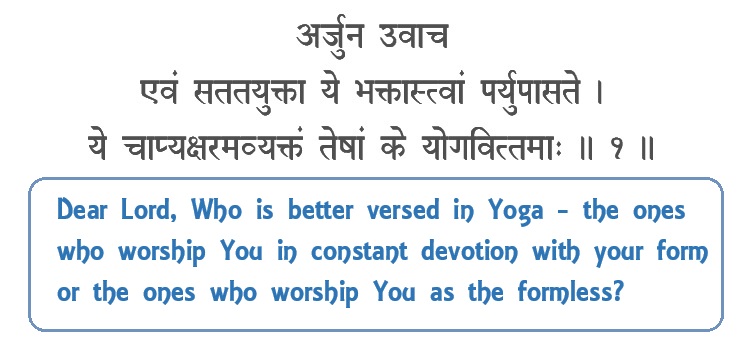 अर्जुन उवाच
एवं सततयुक्ता ये भक्तास्त्वां पर्युपासते ।
ये चाप्यक्षरमव्यक्तं तेषां के योगवित्तमाः ॥ १ ॥
Dear Lord, Who is better versed in Yoga - the ones
who worship You in constant devotion with your form
or the ones who worship You as the formless?